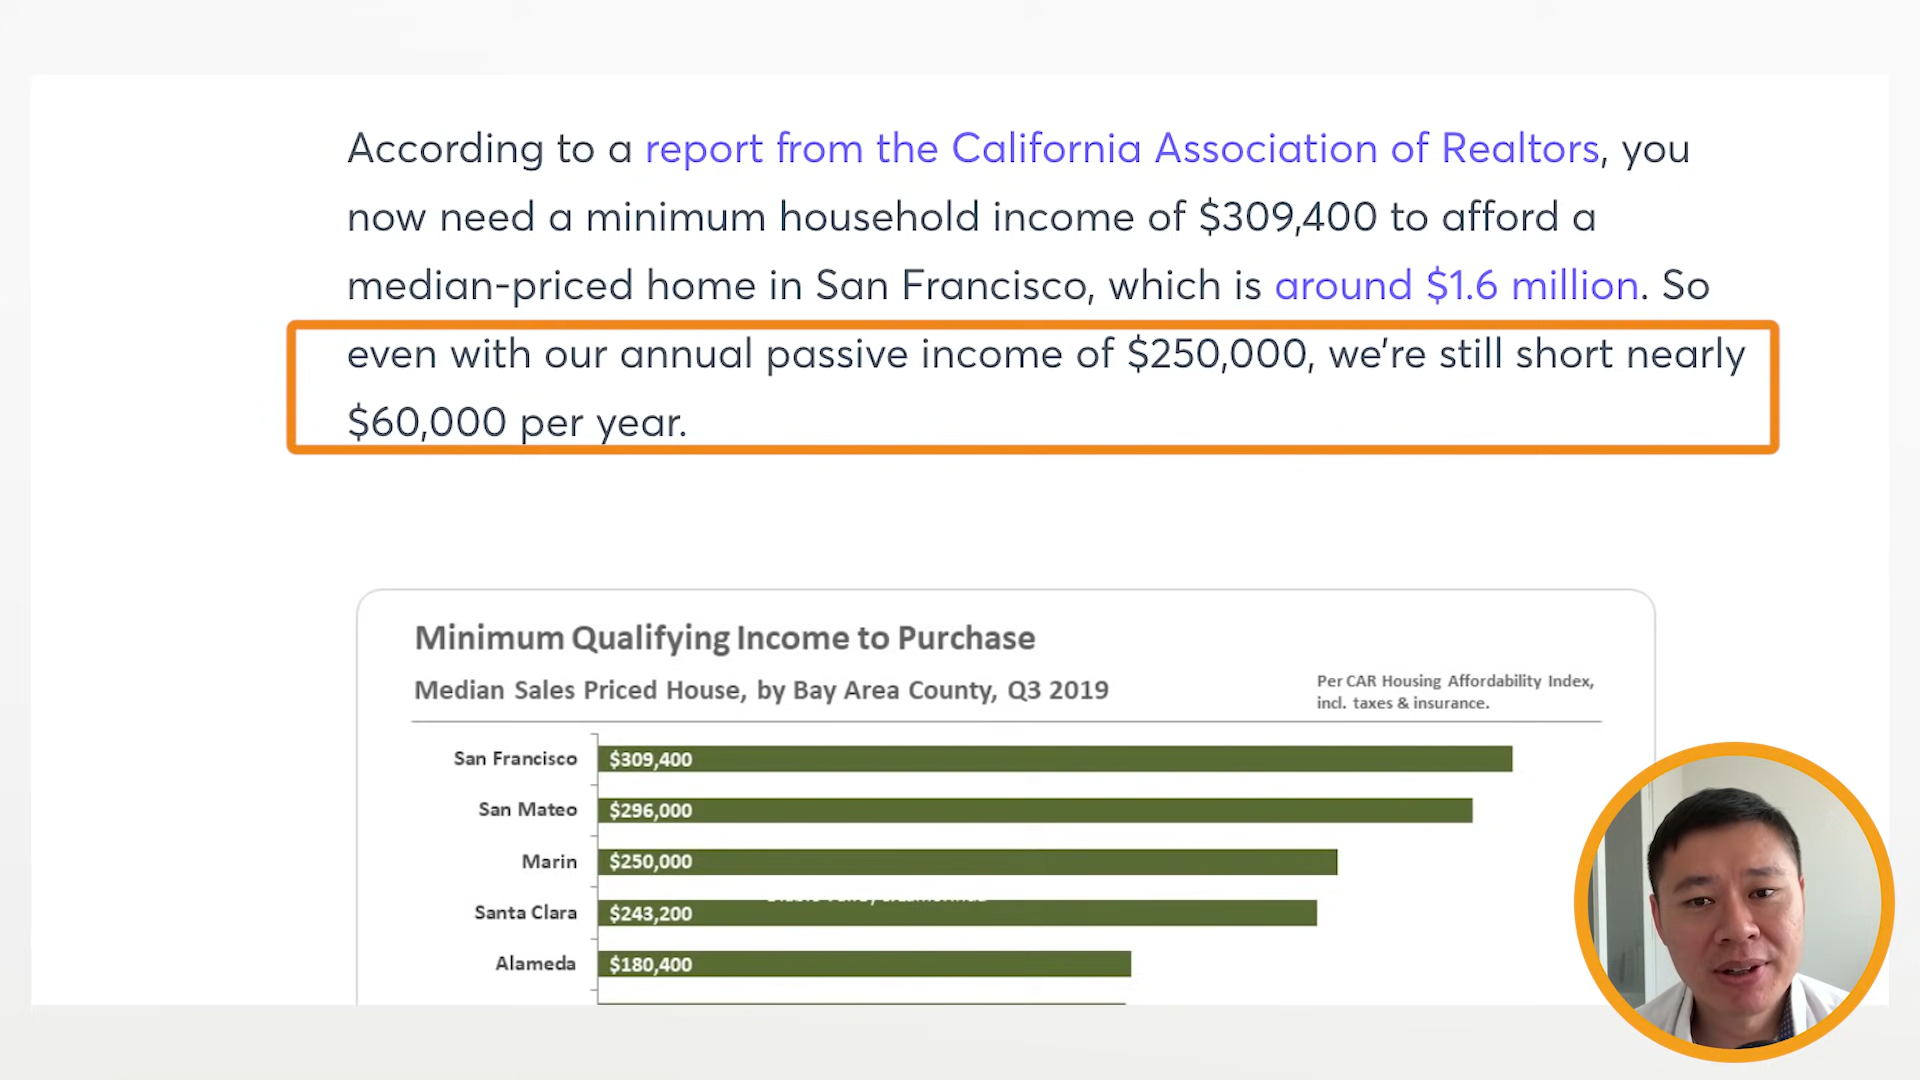 According to a report from the California Association of Realtors, you
now need a minimum household income of $309,400 to afford a
median-priced home in San Francisco, which is around $1.6 million. So
even with our annual passive income of $250,000, we’re still short nearly
$60,000 per year.
Minimum Qualifying Income to Purchase
Median Sales Priced House, by Bay Area County, Q3 2019
Per CAR Housing Affordability Index,
incl. taxes & insurance.
San Francisco $309,400
San Mateo $296,000
Marin $250,000
Santa Clara $243,200
Alameda $180,400